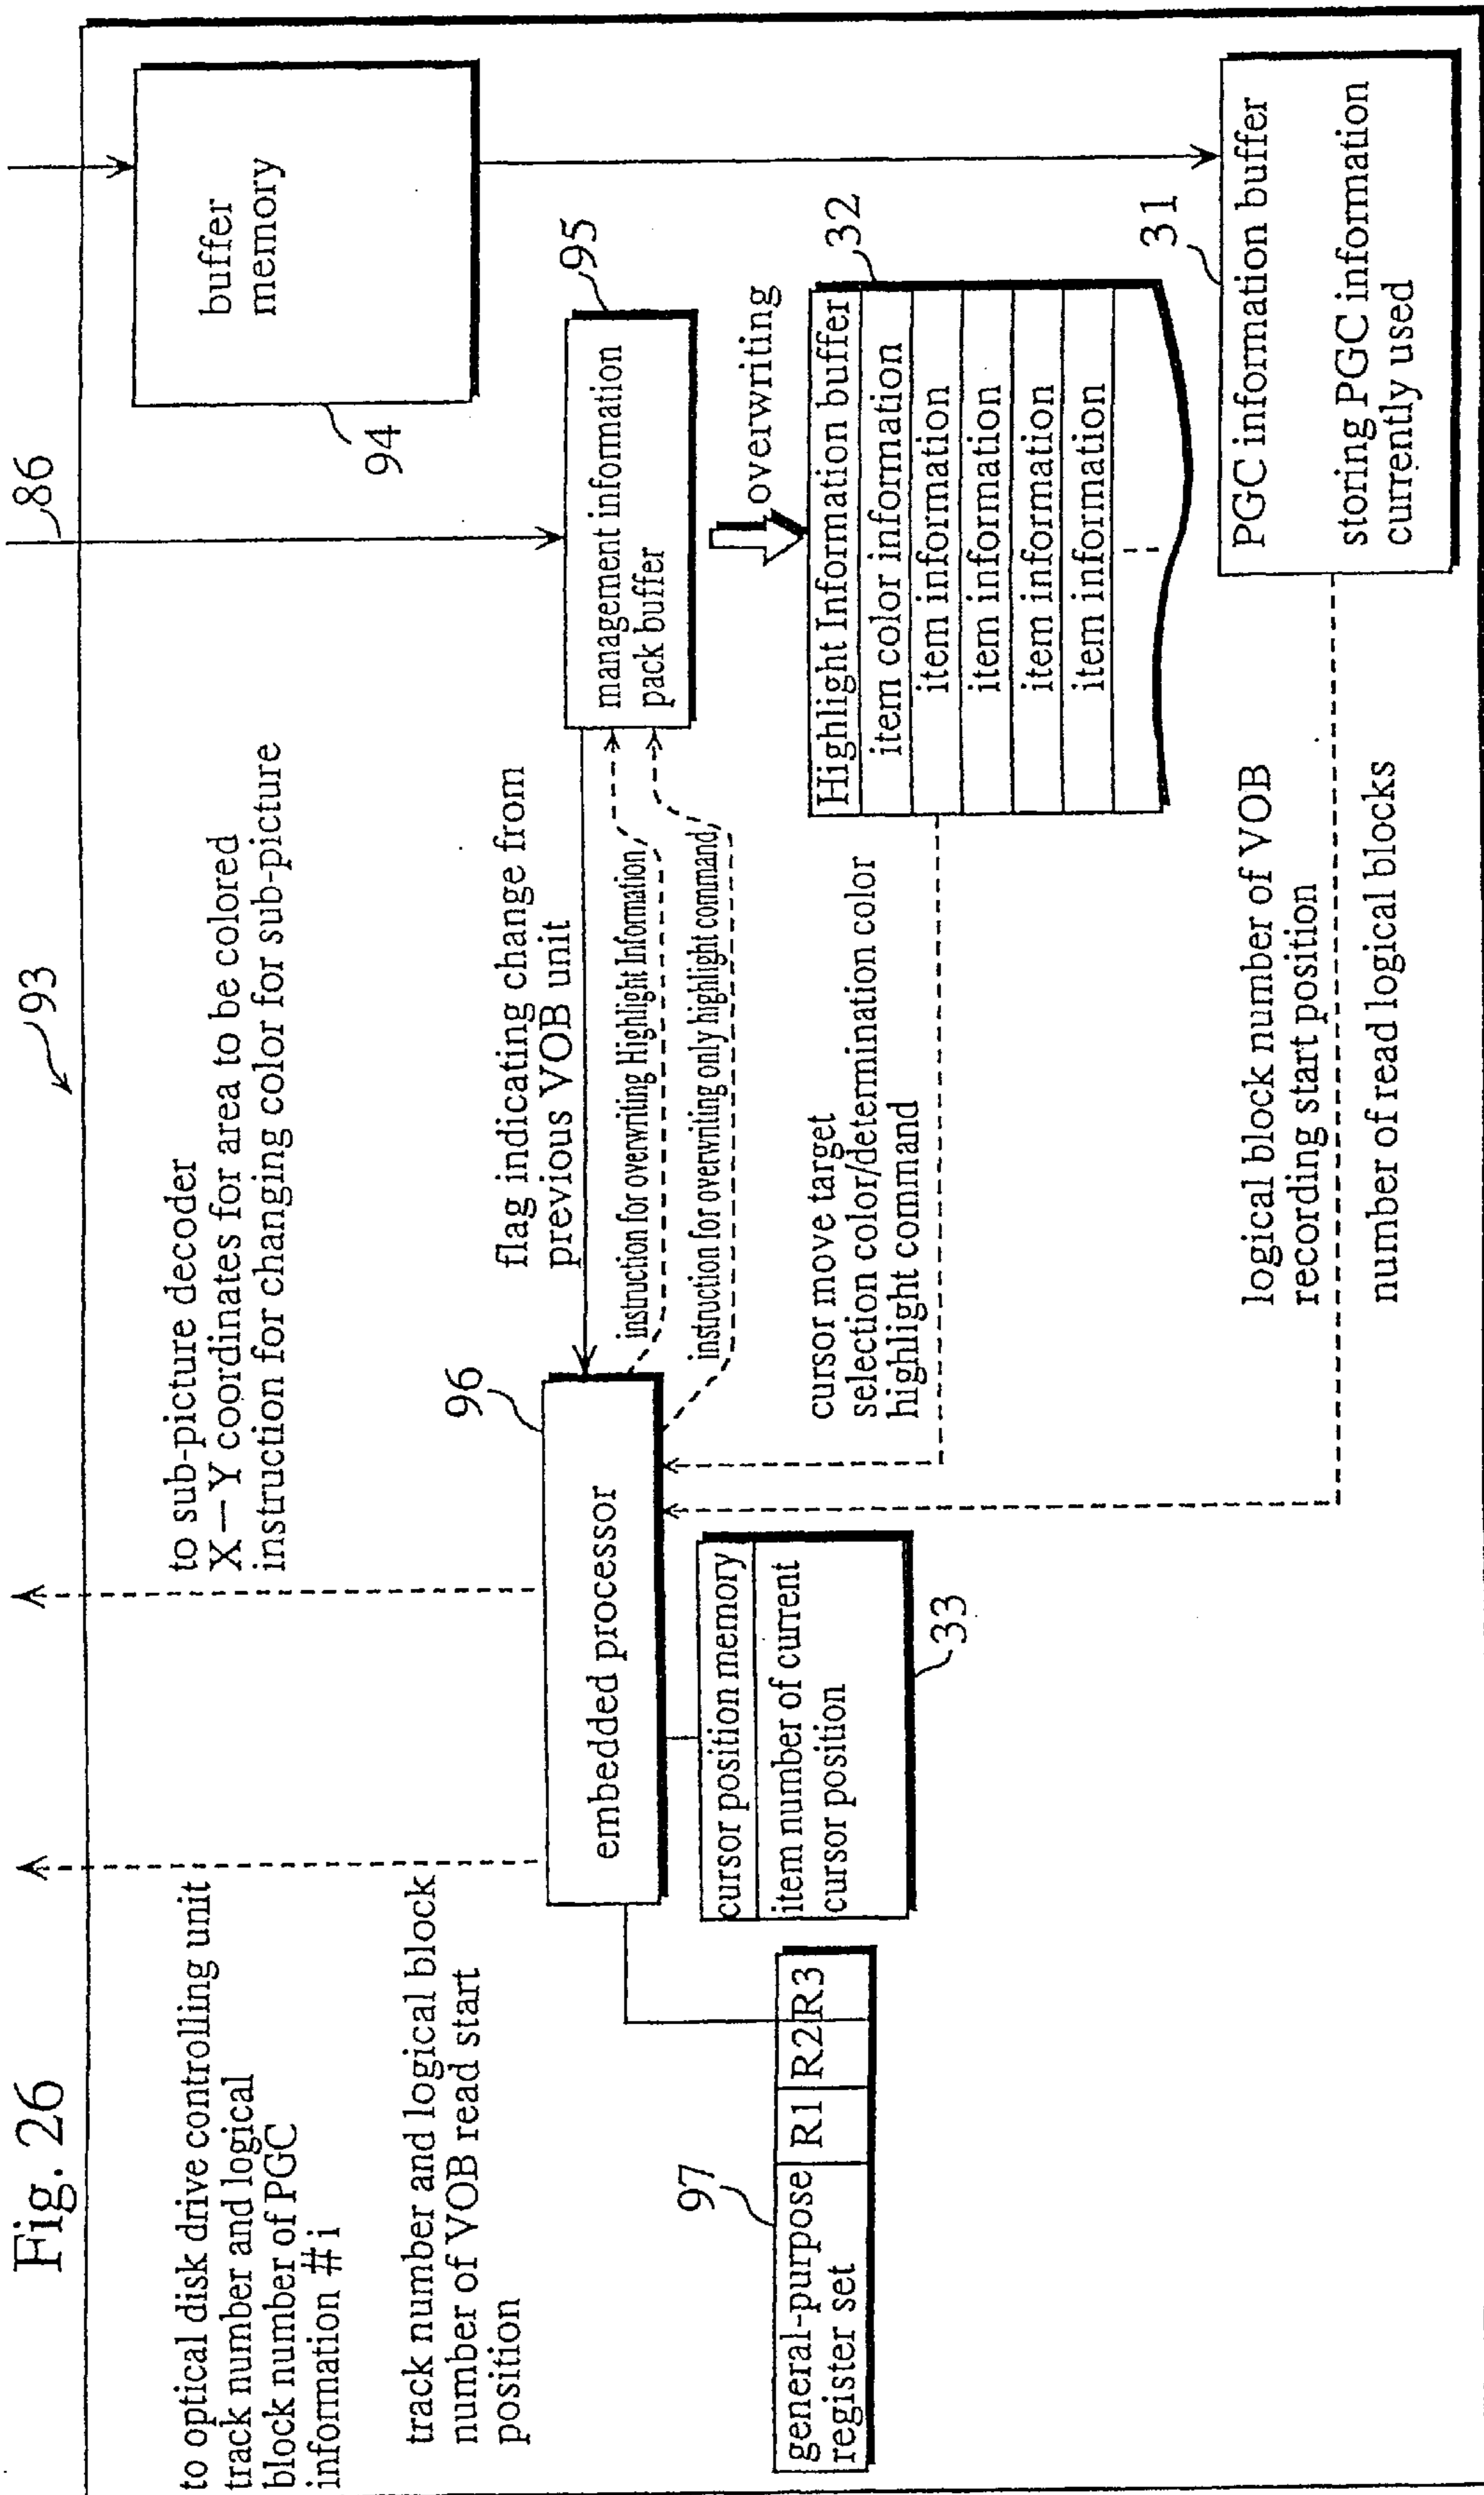 Fig. 26
93
86
to optical disk drive controlling unit
track number and logical
block number of PGC
information #i
track number and logical block
number of VOB read start
position
to sub-picture decoder
X-Y coordinates for area to be colored
instruction for changing color for sub-picture
buffer
memory
94
96
embedded processor
flag indicating change from
previous VOB unit
instruction for overwriting Highlight Information
instruction for overwriting only highlight command
95
management information
pack buffer
overwriting
97
general-purpose
register set
R1
R2
R3
cursor position memory
item number of current
cursor position
33
cursor move target
selection color/determination color
highlight command
32
Highlight Information buffer
item color information
item information
item information
item information
item information
⋮
logical block number of VOB
recording start position
number of read logical blocks
31
PGC information buffer
storing PGC information
currently used